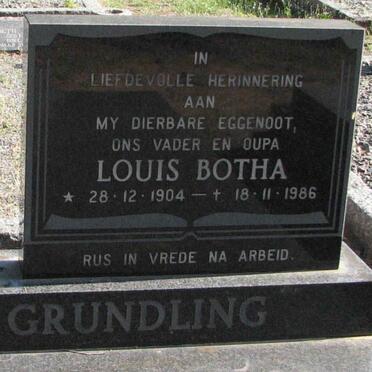 IN
LIEFDEVOLLE HERINNERING
AAN
MY DIERBARE EGGENOOT,
ONS VADER EN OUPA
LOUIS BOTHA
★ 28·12·1904 — † 18·11·1986
RUS IN VREDE NA ARBEID.
GRUNDLING